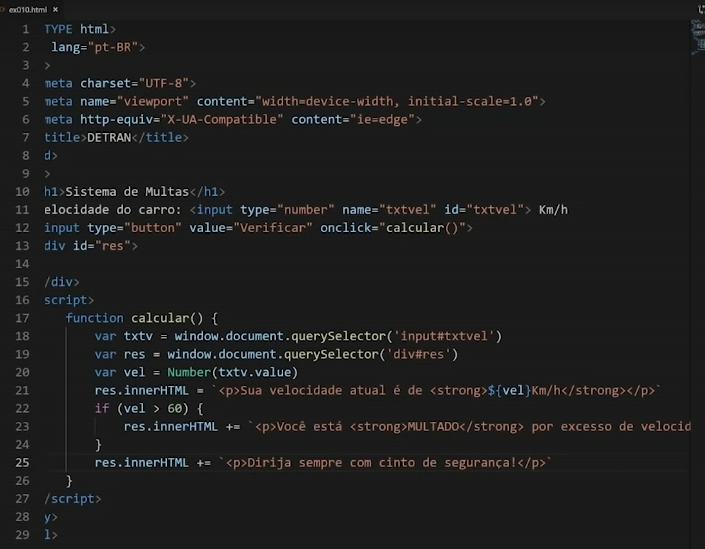 ex010.html ×
1 TYPE html>
2 lang="pt-BR">
3 >
4 meta charset="UTF-8">
5 meta name="viewport" content="width=device-width, initial-scale=1.0">
6 meta http-equiv="X-UA-Compatible" content="ie=edge">
7 title>DETRAN</title>
8 d>
9 >
10 h1>Sistema de Multas</h1>
11 elocidade do carro: <input type="number" name="txtvel" id="txtvel"> Km/h
12 input type="button" value="Verificar" onclick="calcular()">
13 div id="res">
14
15 /div>
16 script>
17 function calcular() {
18 var txtv = window.document.querySelector('input#txtvel')
19 var res = window.document.querySelector('div#res')
20 var vel = Number(txtv.value)
21 res.innerHTML = `<p>Sua velocidade atual é de <strong>${vel}Km/h</strong></p>`
22 if (vel > 60) {
23 res.innerHTML += `<p>Você está <strong>MULTADO</strong> por excesso de velocid
24 }
25 res.innerHTML += `<p>Dirija sempre com cinto de segurança!</p>`
26 }
27 /script>
28 y>
29 l>